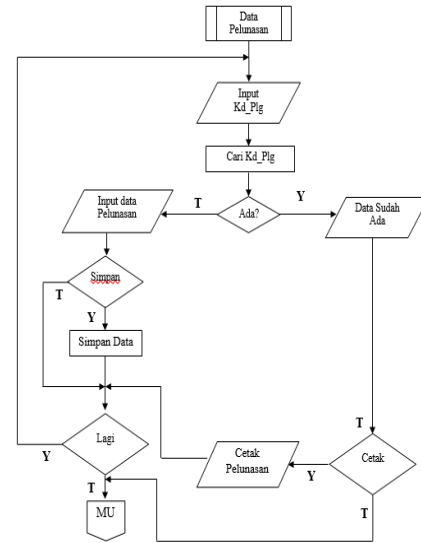 Data
Pelunasan
Input
Kd_Plg
Cari Kd_Plg
Ada?
T
Y
Input data
Pelunasan
Data Sudah
Ada
Simpan
T
Y
Simpan Data
T
Lagi
Y
T
Cetak
Pelunasan
Y
Cetak
T
MU